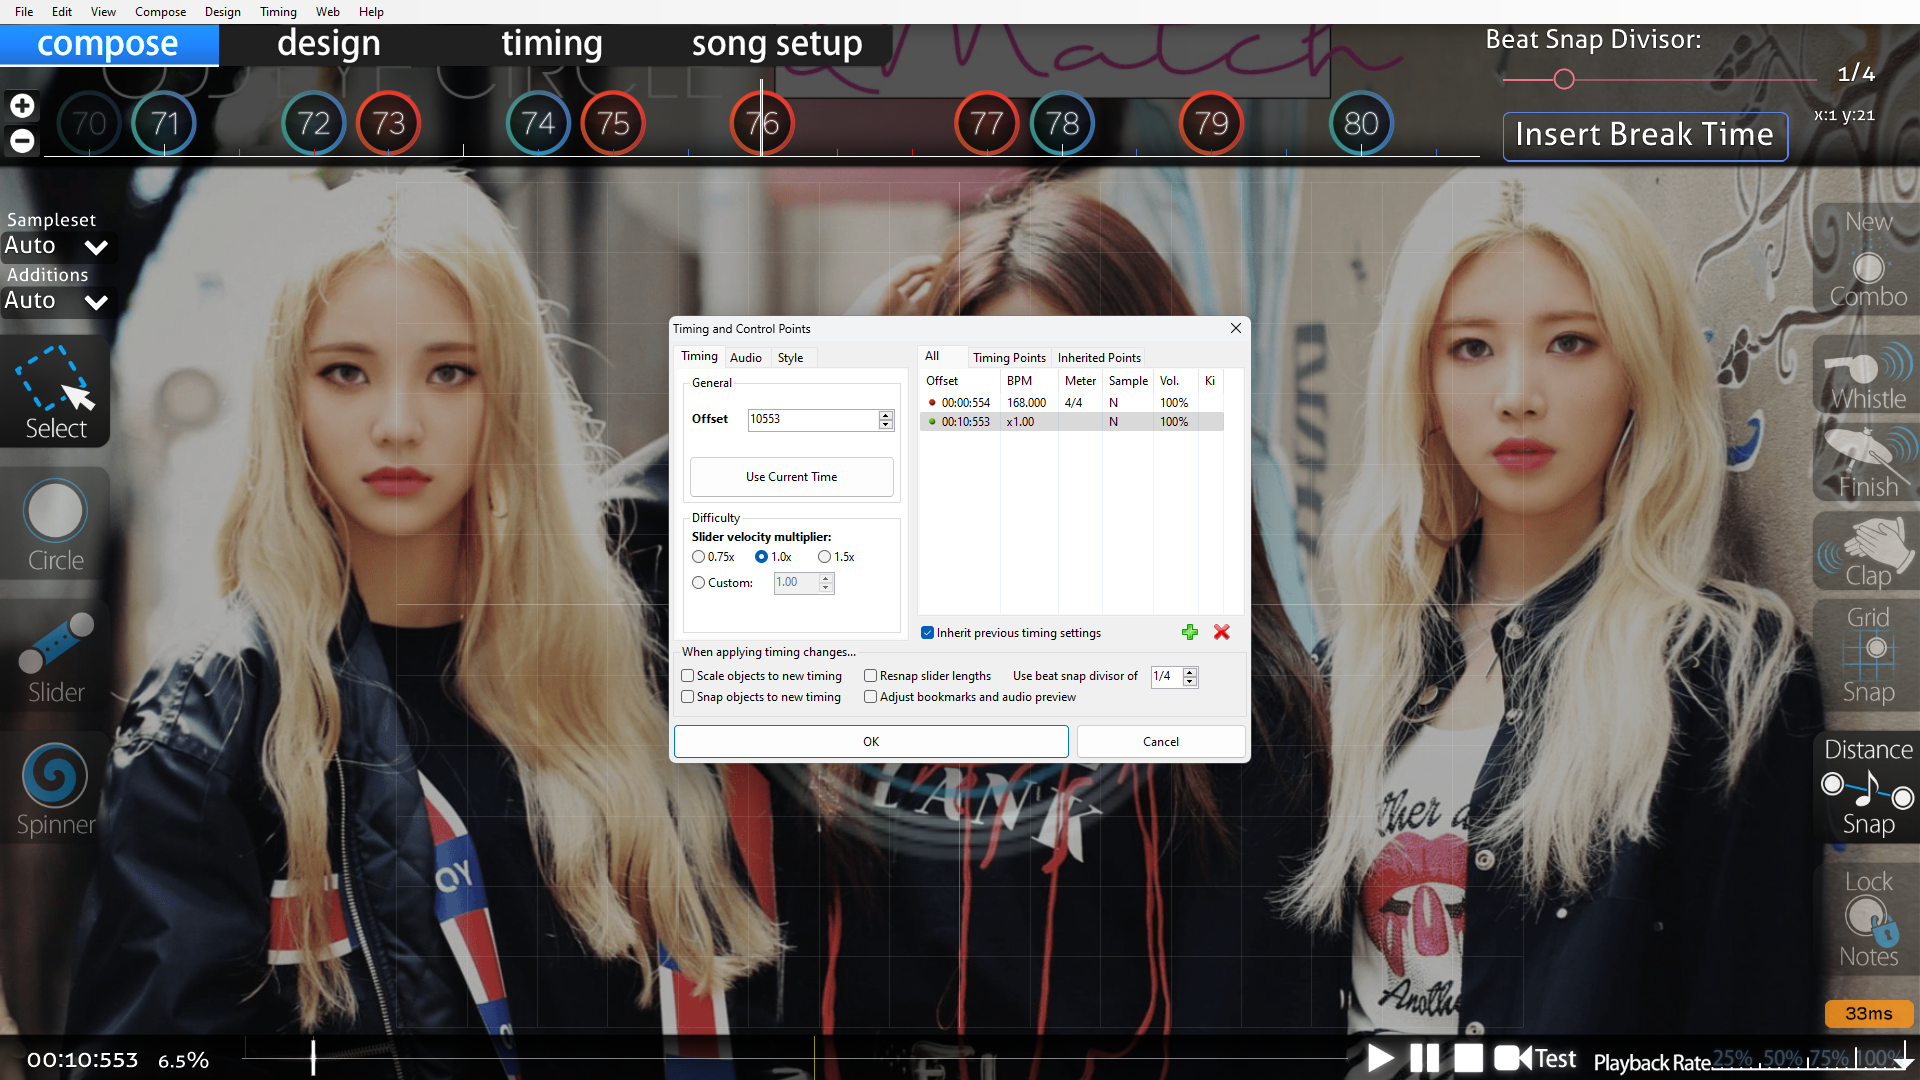 File Edit View Compose Design Timing Web Help
compose design timing song setup
Beat Snap Divisor:
1/4
ODD EYE CIRCLE
Match
70 71 72 73 74 75 76 77 78 79 80
x:1 y:21
Insert Break Time
Sampleset
Auto
Additions
Auto
Select
Circle
Slider
Spinner
New
Combo
Whistle
Finish
Clap
Grid
Snap
Distance
Snap
Lock
Notes
Timing and Control Points
Timing Audio Style
General
Offset 10553
Use Current Time
Difficulty
Slider velocity multiplier:
0.75x 1.0x 1.5x
Custom: 1.00
All Timing Points Inherited Points
Offset BPM Meter Sample Vol. Ki
00:00:554 168.000 4/4 N 100%
00:10:553 x1.00 N 100%
Inherit previous timing settings
When applying timing changes...
Scale objects to new timing Resnap slider lengths Use beat snap divisor of 1/4
Snap objects to new timing Adjust bookmarks and audio preview
OK Cancel
LANK
QY
33ms
00:10:553 6.5%
Test
Playback Rate 25% 50% 75% 100%